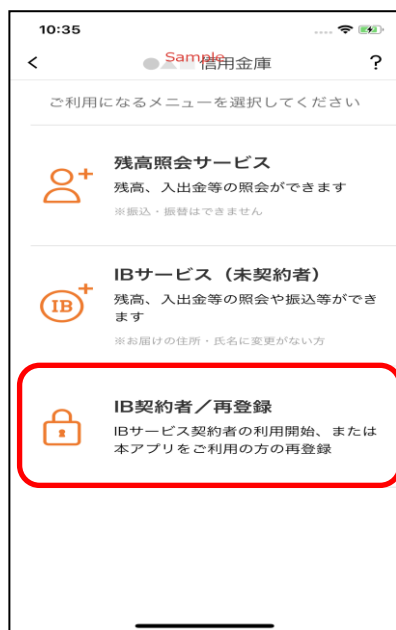 10:35
Sample
●▲■信用金庫
?
ご利用になるメニューを選択してください
残高照会サービス
残高、入出金等の照会ができます
※振込・振替はできません
IB
IBサービス（未契約者）
残高、入出金等の照会や振込等ができ
ます
※お届けの住所・氏名に変更がない方
IB契約者／再登録
IBサービス契約者の利用開始、または
本アプリをご利用の方の再登録